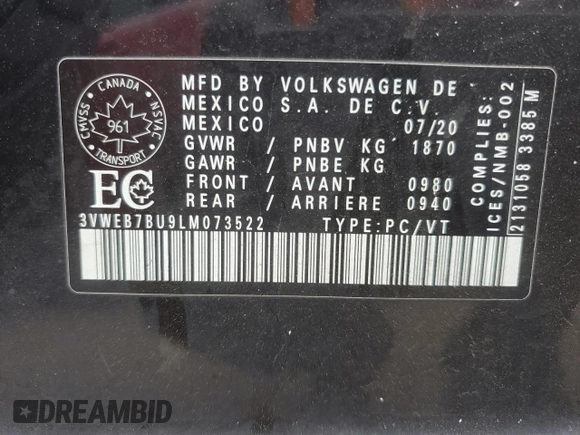 CANADA
CMVSS
NSVAC
961
TRANSPORT
EC
MFD BY VOLKSWAGEN DE
MEXICO S.A. DE C.V.
MEXICO 07/20
GVWR / PNBV KG 1870
GAWR / PNBE KG
FRONT / AVANT 0980
REAR / ARRIERE 0940
3VWEB7BU9LM073522 TYPE:PC/VT
COMPLIES:
ICES/NMB-002
21310583 3385 M
DREAMBID